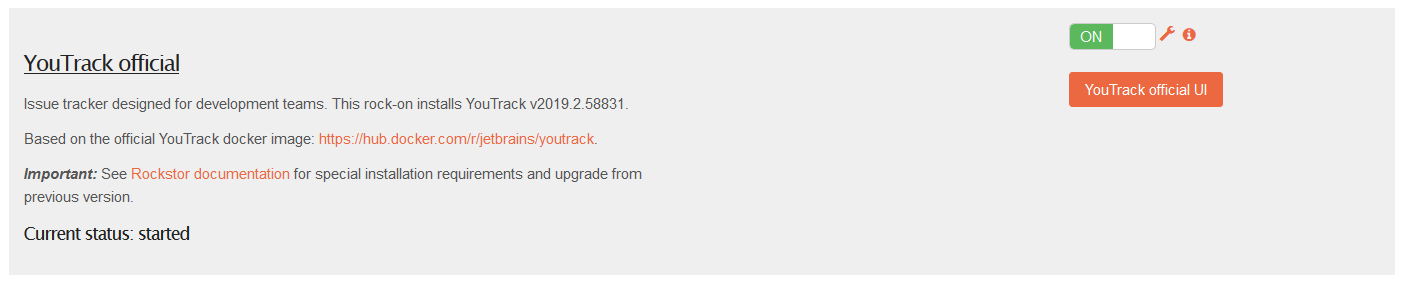 YouTrack official
Issue tracker designed for development teams. This rock-on installs YouTrack v2019.2.58831.
Based on the official YouTrack docker image: https://hub.docker.com/r/jetbrains/youtrack.
Important: See Rockstor documentation for special installation requirements and upgrade from
previous version.
Current status: started
ON
YouTrack official UI